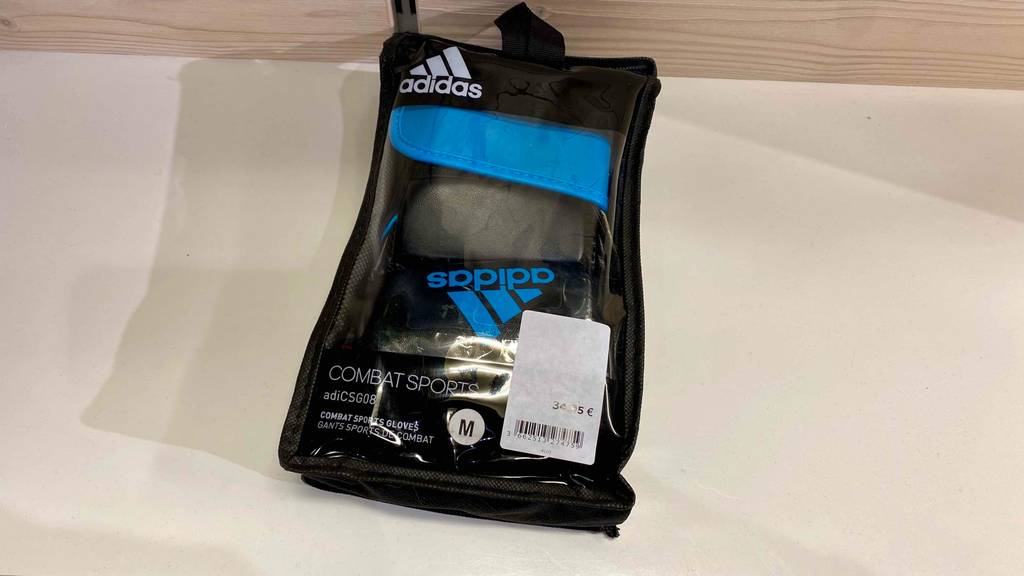 adidas
adidas
COMBAT SPORTS
adiCSG08
COMBAT SPORTS GLOVES
GANTS SPORTS DE COMBAT
M
€